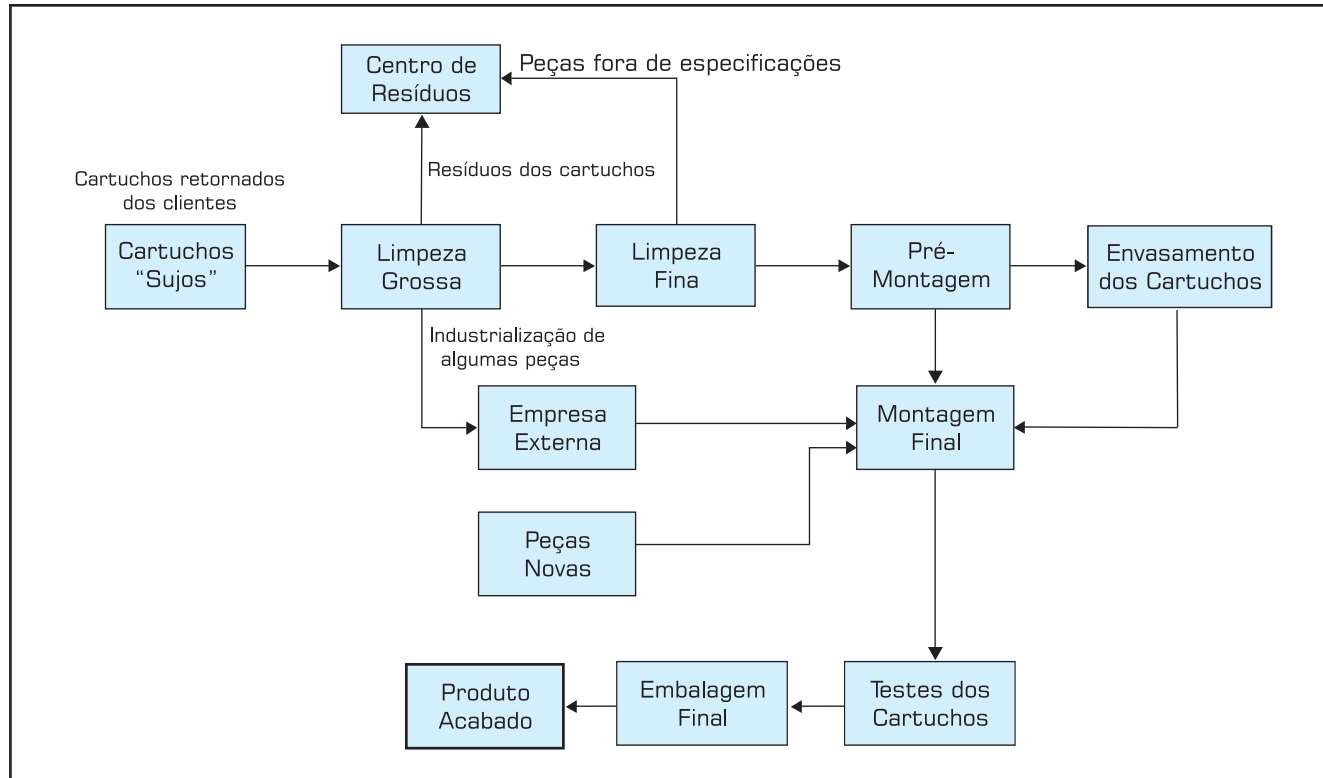 Centro de
Resíduos
Peças fora de especificações
Resíduos dos cartuchos
Cartuchos retornados
dos clientes
Cartuchos
“Sujos”
Limpeza
Grossa
Limpeza
Fina
Pré-
Montagem
Envasamento
dos Cartuchos
Industrialização de
algumas peças
Empresa
Externa
Montagem
Final
Peças
Novas
Produto
Acabado
Embalagem
Final
Testes dos
Cartuchos